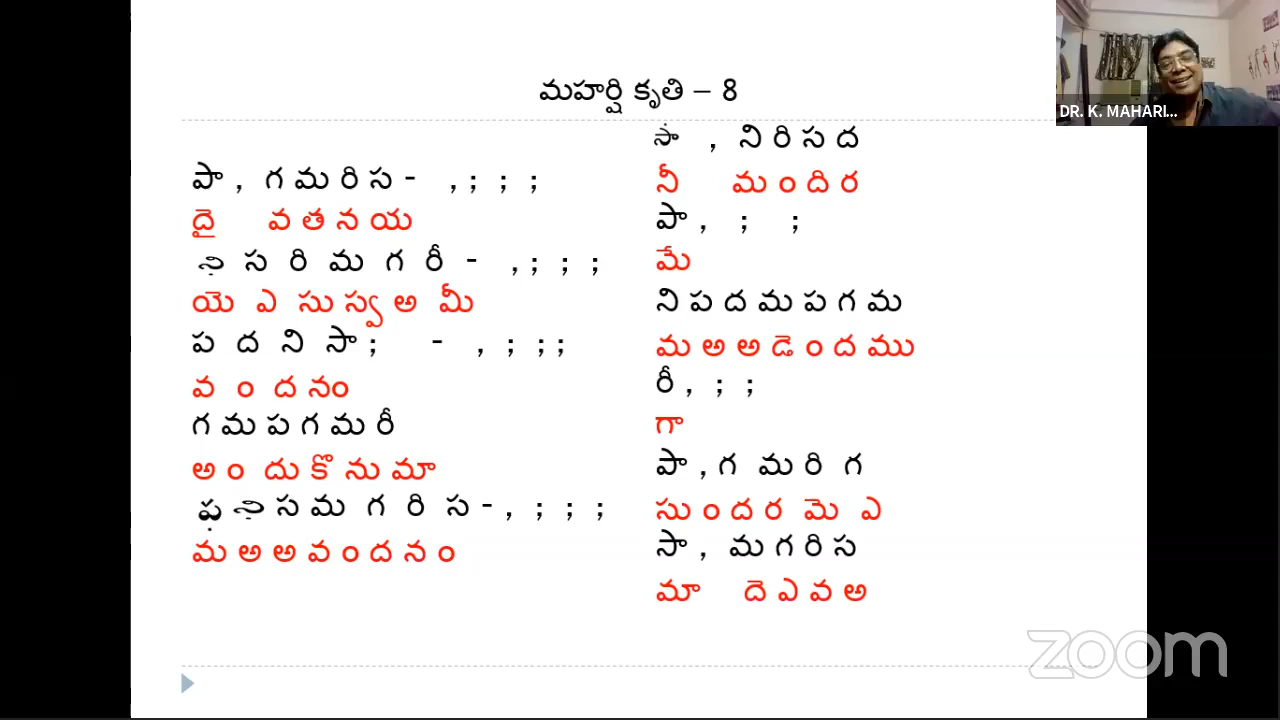 మహర్షి కృతి – 8
పా , గ మ రి స - , ; ; ;
దై వ త న య
ని స రి మ గ రీ - , ; ; ;
యె ఎ సు స్వ అ మీ
ప ద ని సా ; - , ; ; ;
వ ం ద నం
గ మ ప గ మ రీ
అ ం దు కొ ను మా
ప ని స మ గ రి స - , ; ; ;
మ అ అ వ ం ద న ం
సా , ని రి స ద
నీ మ ం ది ర
పా , ; ;
మే
ని ప ద మ ప గ మ
మ అ అ డె ం ద ము
రీ , ; ;
గా
పా , గ మ రి గ
సు ం ద ర మె ఎ
సా , మ గ రి స
మా దె ఎ వ అ
DR. K. MAHARI...
zoom